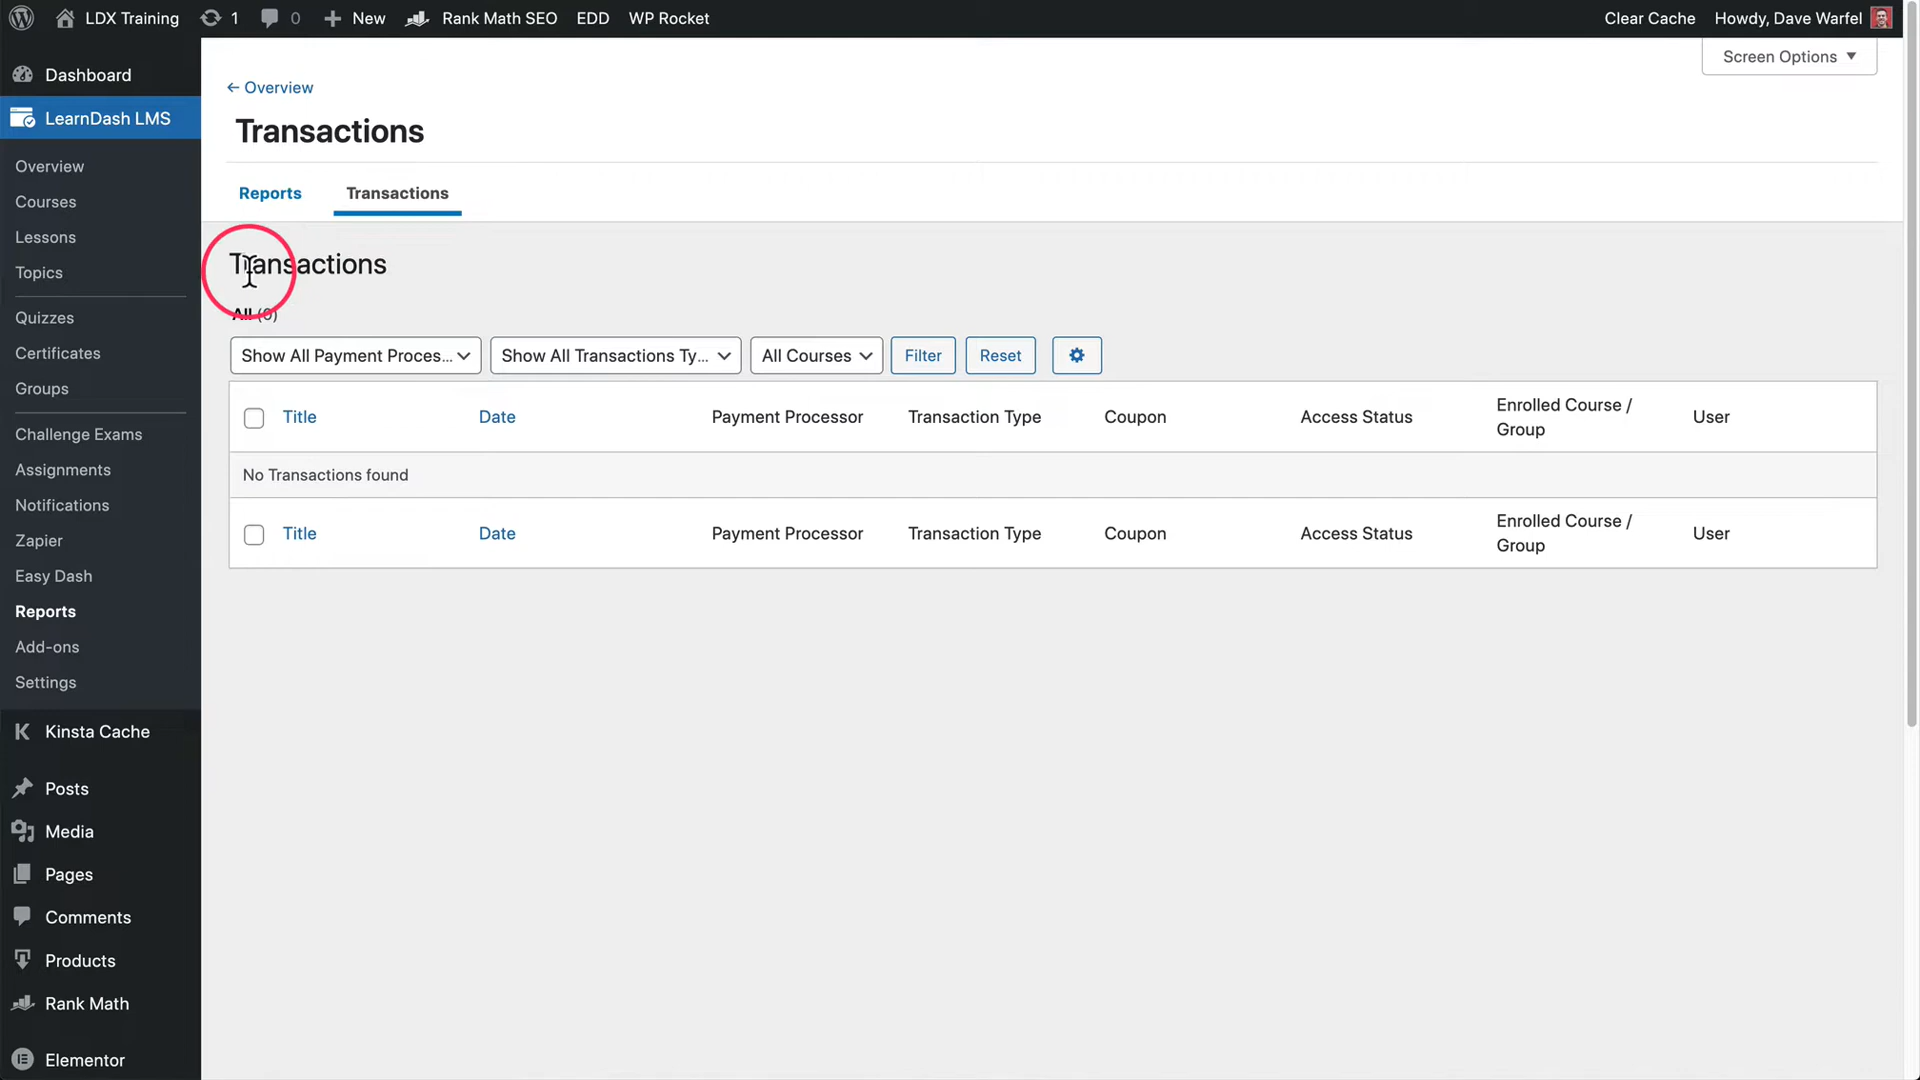 LDX Training 1 0 New Rank Math SEO EDD WP Rocket Clear Cache Howdy, Dave Warfel
Screen Options
Dashboard
LearnDash LMS
Overview
Courses
Lessons
Topics
Quizzes
Certificates
Groups
Challenge Exams
Assignments
Notifications
Zapier
Easy Dash
Reports
Add-ons
Settings
Kinsta Cache
Posts
Media
Pages
Comments
Products
Rank Math
Elementor
← Overview
Transactions
Reports Transactions
Transactions
All (0)
Show All Payment Proces... Show All Transactions Ty... All Courses Filter Reset
Title Date Payment Processor Transaction Type Coupon Access Status Enrolled Course / User
Group
No Transactions found
Title Date Payment Processor Transaction Type Coupon Access Status Enrolled Course / User
Group